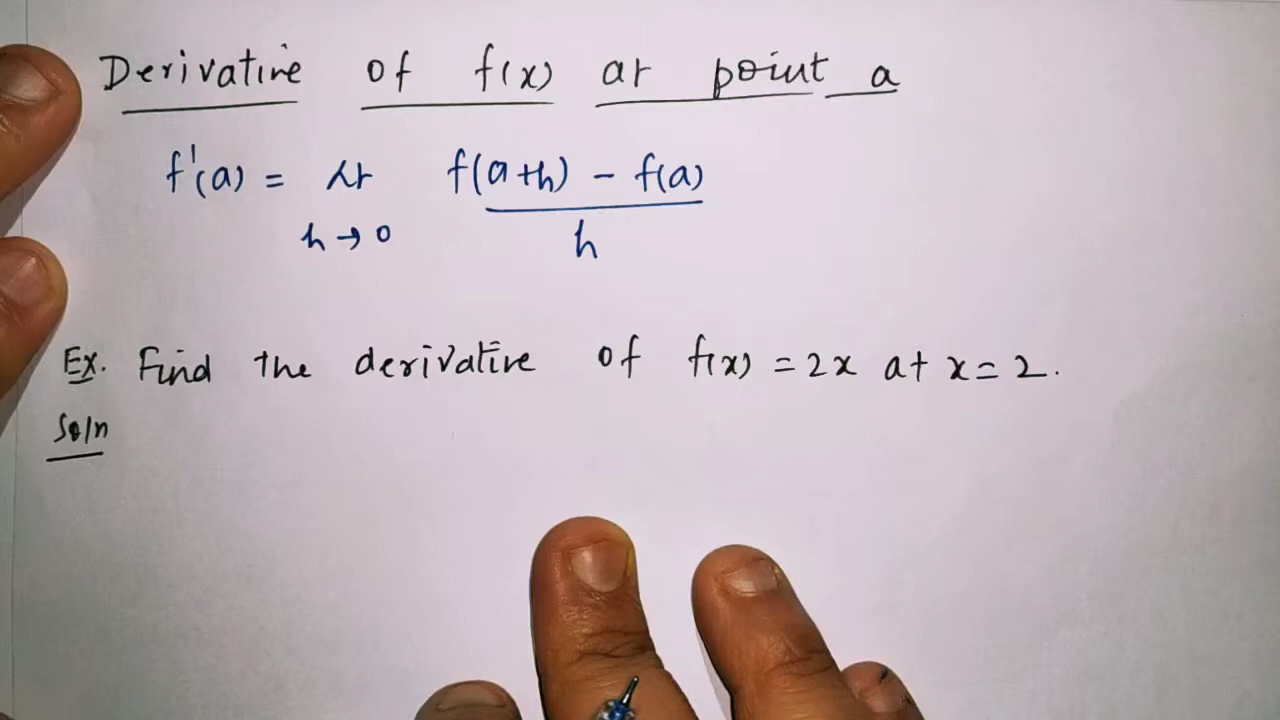 Derivative of f(x) at point a
f'(a) = Lt f(a+h) - f(a)
h→0 h
Ex. Find the derivative of f(x) = 2x at x = 2.
Soln